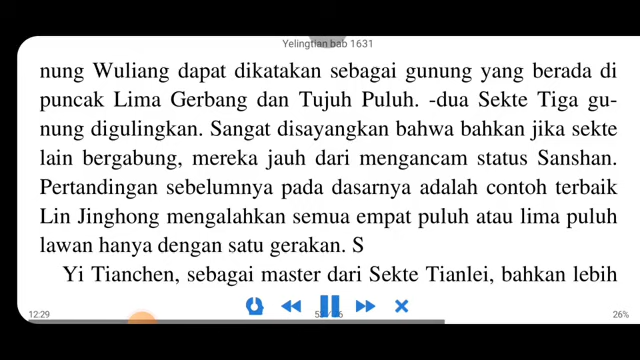 Yelingtian bab 1631
nung Wuliang dapat dikatakan sebagai gunung yang berada di
puncak Lima Gerbang dan Tujuh Puluh. -dua Sekte Tiga gu-
nung digulingkan. Sangat disayangkan bahwa bahkan jika sekte
lain bergabung, mereka jauh dari mengancam status Sanshan.
Pertandingan sebelumnya pada dasarnya adalah contoh terbaik
Lin Jinghong mengalahkan semua empat puluh atau lima puluh
lawan hanya dengan satu gerakan. S
Yi Tianchen, sebagai master dari Sekte Tianlei, bahkan lebih
12:29
26%